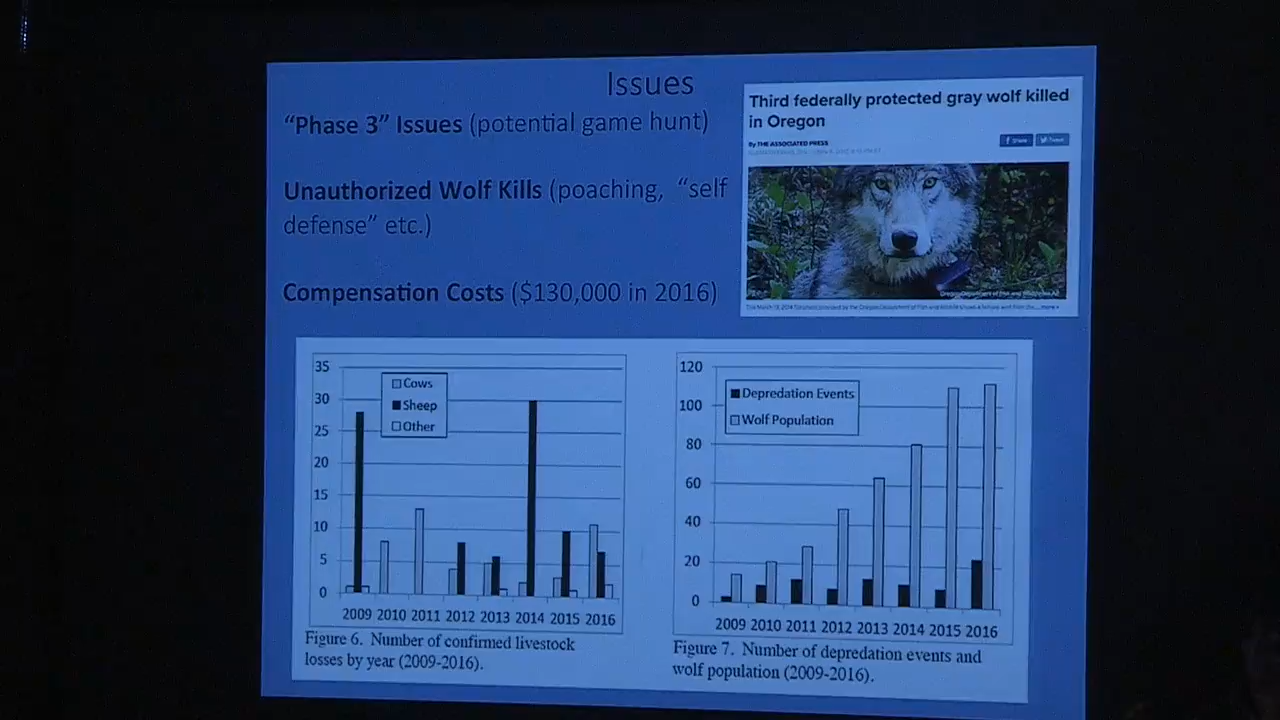 Issues
“Phase 3” Issues (potential game hunt)
Unauthorized Wolf Kills (poaching, “self
defense” etc.)
Compensation Costs ($130,000 in 2016)
Third federally protected gray wolf killed
in Oregon
By THE ASSOCIATED PRESS
Share
Tweet
35
30
25
20
15
10
5
0
Cows
Sheep
Other
2009 2010 2011 2012 2013 2014 2015 2016
Figure 6. Number of confirmed livestock
losses by year (2009-2016).
120
100
80
60
40
20
0
Depredation Events
Wolf Population
2009 2010 2011 2012 2013 2014 2015 2016
Figure 7. Number of depredation events and
wolf population (2009-2016).